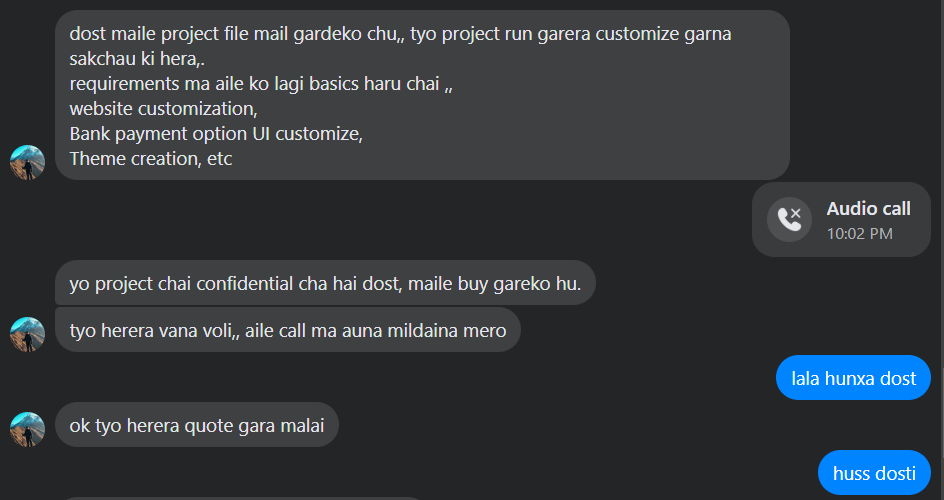 dost maile project file mail gardeko chu,, tyo project run garera customize garna
sakchau ki hera,.
requirements ma aile ko lagi basics haru chai ,,
website customization,
Bank payment option UI customize,
Theme creation, etc
Audio call
10:02 PM
yo project chai confidential cha hai dost, maile buy gareko hu.
tyo herera vana voli,, aile call ma auna mildaina mero
lala hunxa dost
ok tyo herera quote gara malai
huss dosti